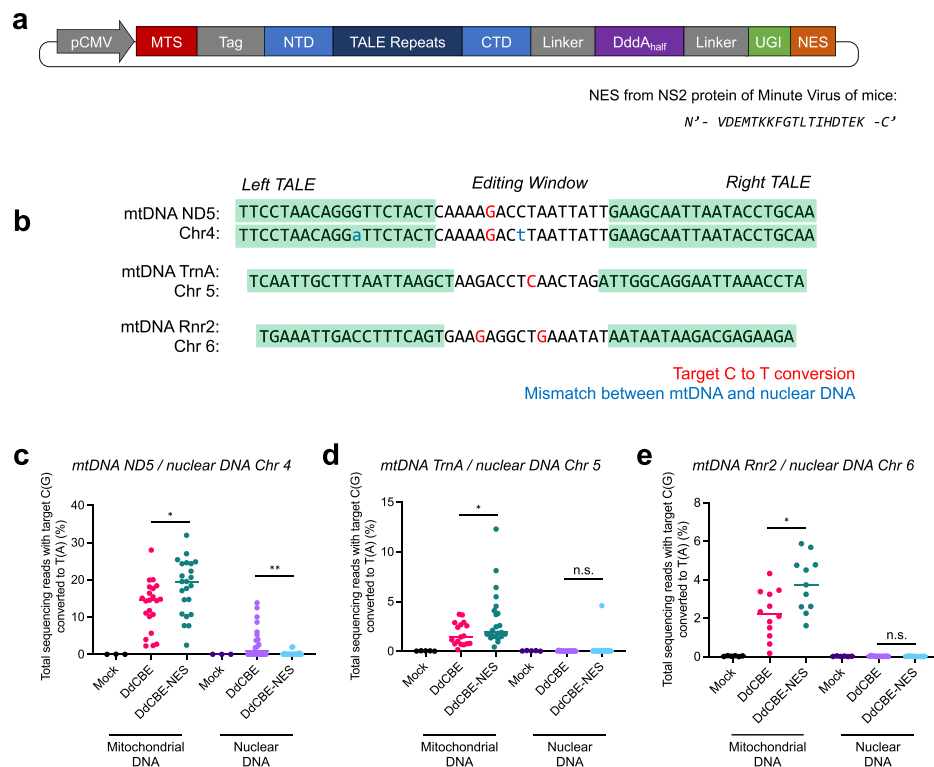 a
pCMV MTS Tag NTD TALE Repeats CTD Linker DddAhalf Linker UGI NES
NES from NS2 protein of Minute Virus of mice:
N’- VDEMTKKFGTLTIHDTEK -C’
b
Left TALE Editing Window Right TALE
mtDNA ND5: TTCCTAACAGGGTTCTACTCAAAAGACCTAATTATTGAAGCAATTAATACCTGCAA
Chr4: TTCCTAACAGGaTTCTACTCAAAAGACtTAATTATTGAAGCAATTAATACCTGCAA
mtDNA TrnA:
Chr 5:
TCAATTGCTTTAATTAAGCTAAGACCTCAACTAGATTGGCAGGAATTAAACCTA
mtDNA Rnr2:
Chr 6:
TGAAATTGACCTTTCAGTGAAGAGGCTGAAATATAATAATAAGACGAGAAGA
Target C to T conversion
Mismatch between mtDNA and nuclear DNA
c
mtDNA ND5 / nuclear DNA Chr 4
Total sequencing reads with target C(G)
converted to T(A) (%)
40
30
20
10
0
*
**
Mock DdCBE DdCBE-NES Mock DdCBE DdCBE-NES
Mitochondrial DNA
Nuclear DNA
d
mtDNA TrnA / nuclear DNA Chr 5
Total sequencing reads with target C(G)
converted to T(A) (%)
15
10
5
0
*
n.s.
Mock DdCBE DdCBE-NES Mock DdCBE DdCBE-NES
Mitochondrial DNA
Nuclear DNA
e
mtDNA Rnr2 / nuclear DNA Chr 6
Total sequencing reads with target C(G)
converted to T(A) (%)
8
6
4
2
0
*
n.s.
Mock DdCBE DdCBE-NES Mock DdCBE DdCBE-NES
Mitochondrial DNA
Nuclear DNA